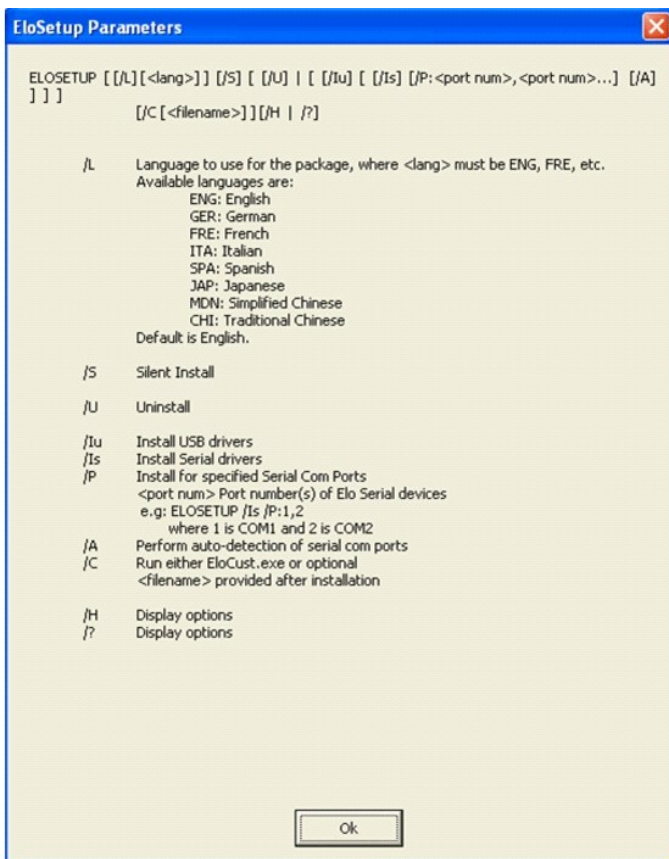 EloSetup Parameters
ELOSETUP [ [/L] [<lang>] ] [/S] [ [/U] | [ [/Iu] [ [/Is] [/P:<port num>,<port num>...] [/A]
] ] ]
[/C [<filename>] ] [/H | /?]
/L Language to use for the package, where <lang> must be ENG, FRE, etc.
Available languages are:
ENG: English
GER: German
FRE: French
ITA: Italian
SPA: Spanish
JAP: Japanese
MDN: Simplified Chinese
CHI: Traditional Chinese
Default is English.
/S Silent Install
/U Uninstall
/Iu Install USB drivers
/Is Install Serial drivers
/P Install for specified Serial Com Ports
<port num> Port number(s) of Elo Serial devices
e.g: ELOSETUP /Is /P:1,2
where 1 is COM1 and 2 is COM2
/A Perform auto-detection of serial com ports
/C Run either EloCust.exe or optional
<filename> provided after installation
/H Display options
/? Display options
Ok